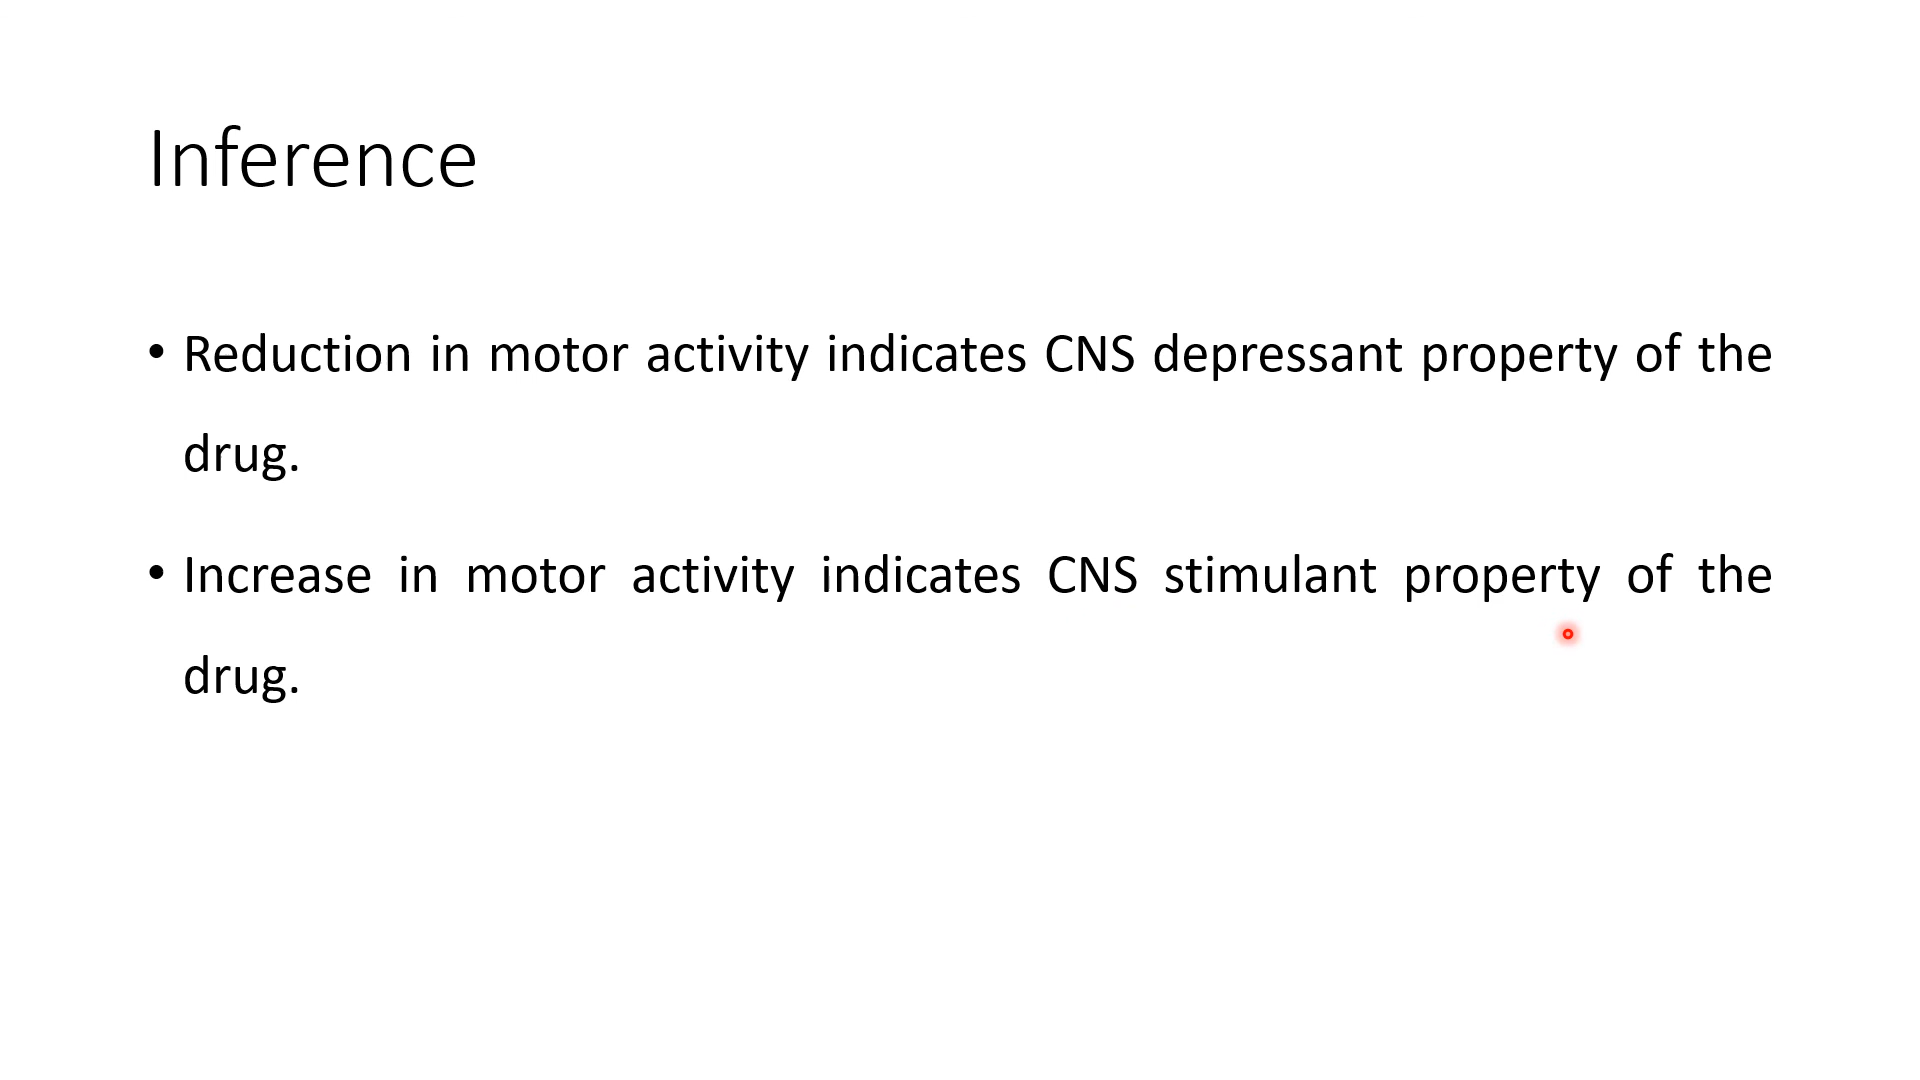 Inference
• Reduction in motor activity indicates CNS depressant property of the
drug.
• Increase in motor activity indicates CNS stimulant property of the
drug.